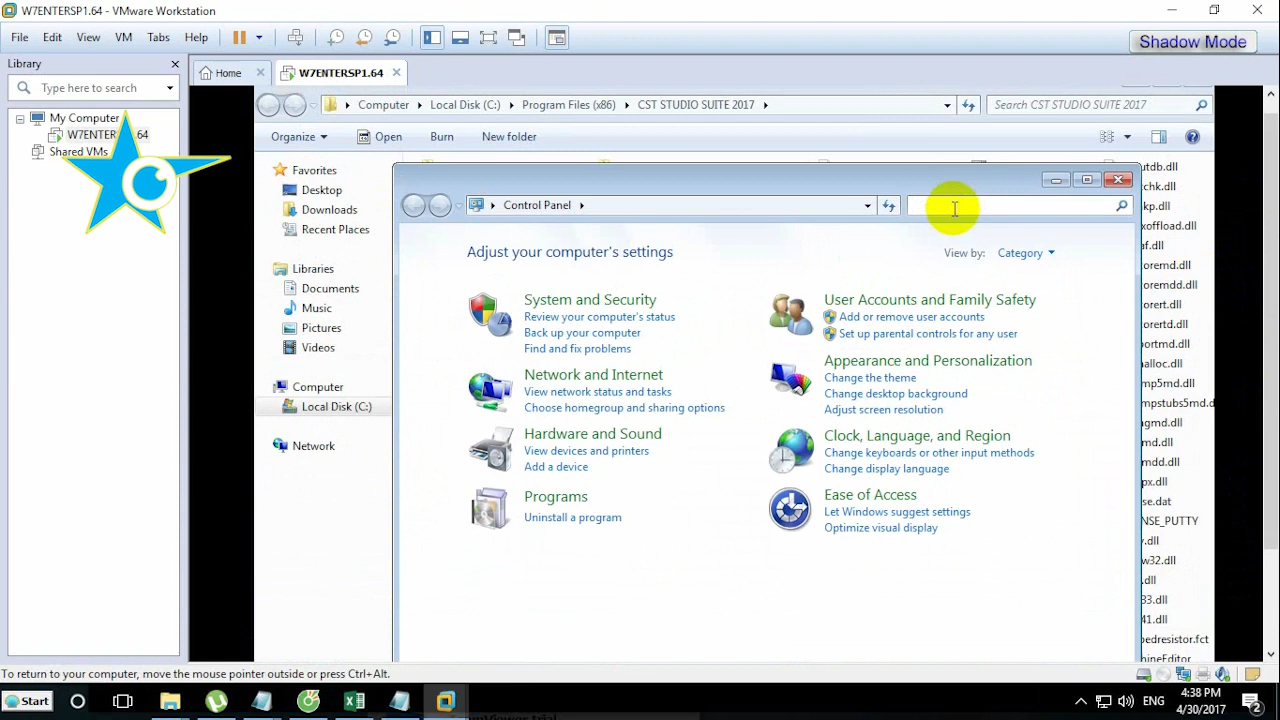 W7ENTERSP1.64 - VMware Workstation
File Edit View VM Tabs Help
Shadow Mode
Library
Type here to search
My Computer
W7ENTER .64
Shared VMs
Home
W7ENTERSP1.64
Computer Local Disk (C:) Program Files (x86) CST STUDIO SUITE 2017
Search CST STUDIO SUITE 2017
Organize Open Burn New folder
Favorites
Desktop
Downloads
Recent Places
Libraries
Documents
Music
Pictures
Videos
Computer
Local Disk (C:)
Network
Control Panel
Adjust your computer's settings
View by: Category
System and Security
Review your computer's status
Back up your computer
Find and fix problems
Network and Internet
View network status and tasks
Choose homegroup and sharing options
Hardware and Sound
View devices and printers
Add a device
Programs
Uninstall a program
User Accounts and Family Safety
Add or remove user accounts
Set up parental controls for any user
Appearance and Personalization
Change the theme
Change desktop background
Adjust screen resolution
Clock, Language, and Region
Change keyboards or other input methods
Change display language
Ease of Access
Let Windows suggest settings
Optimize visual display
utdb.dll
chk.dll
kp.dll
xoffload.dll
af.dll
oremd.dll
oremdd.dll
oret.dll
oretd.dll
portmd.dll
alloc.dll
mp5md.dll
mpstubs5md.d
ngmd.dll
md.dll
mdd.dll
px.dll
se.dat
NSE_PUTTY
y.dll
w32.dll
.dll
33.dll
41.dll
pedresistor.fct
nineEditor
To return to your computer, move the mouse pointer outside or press Ctrl+Alt.
Start
ENG
4:38 PM
4/30/2017
2